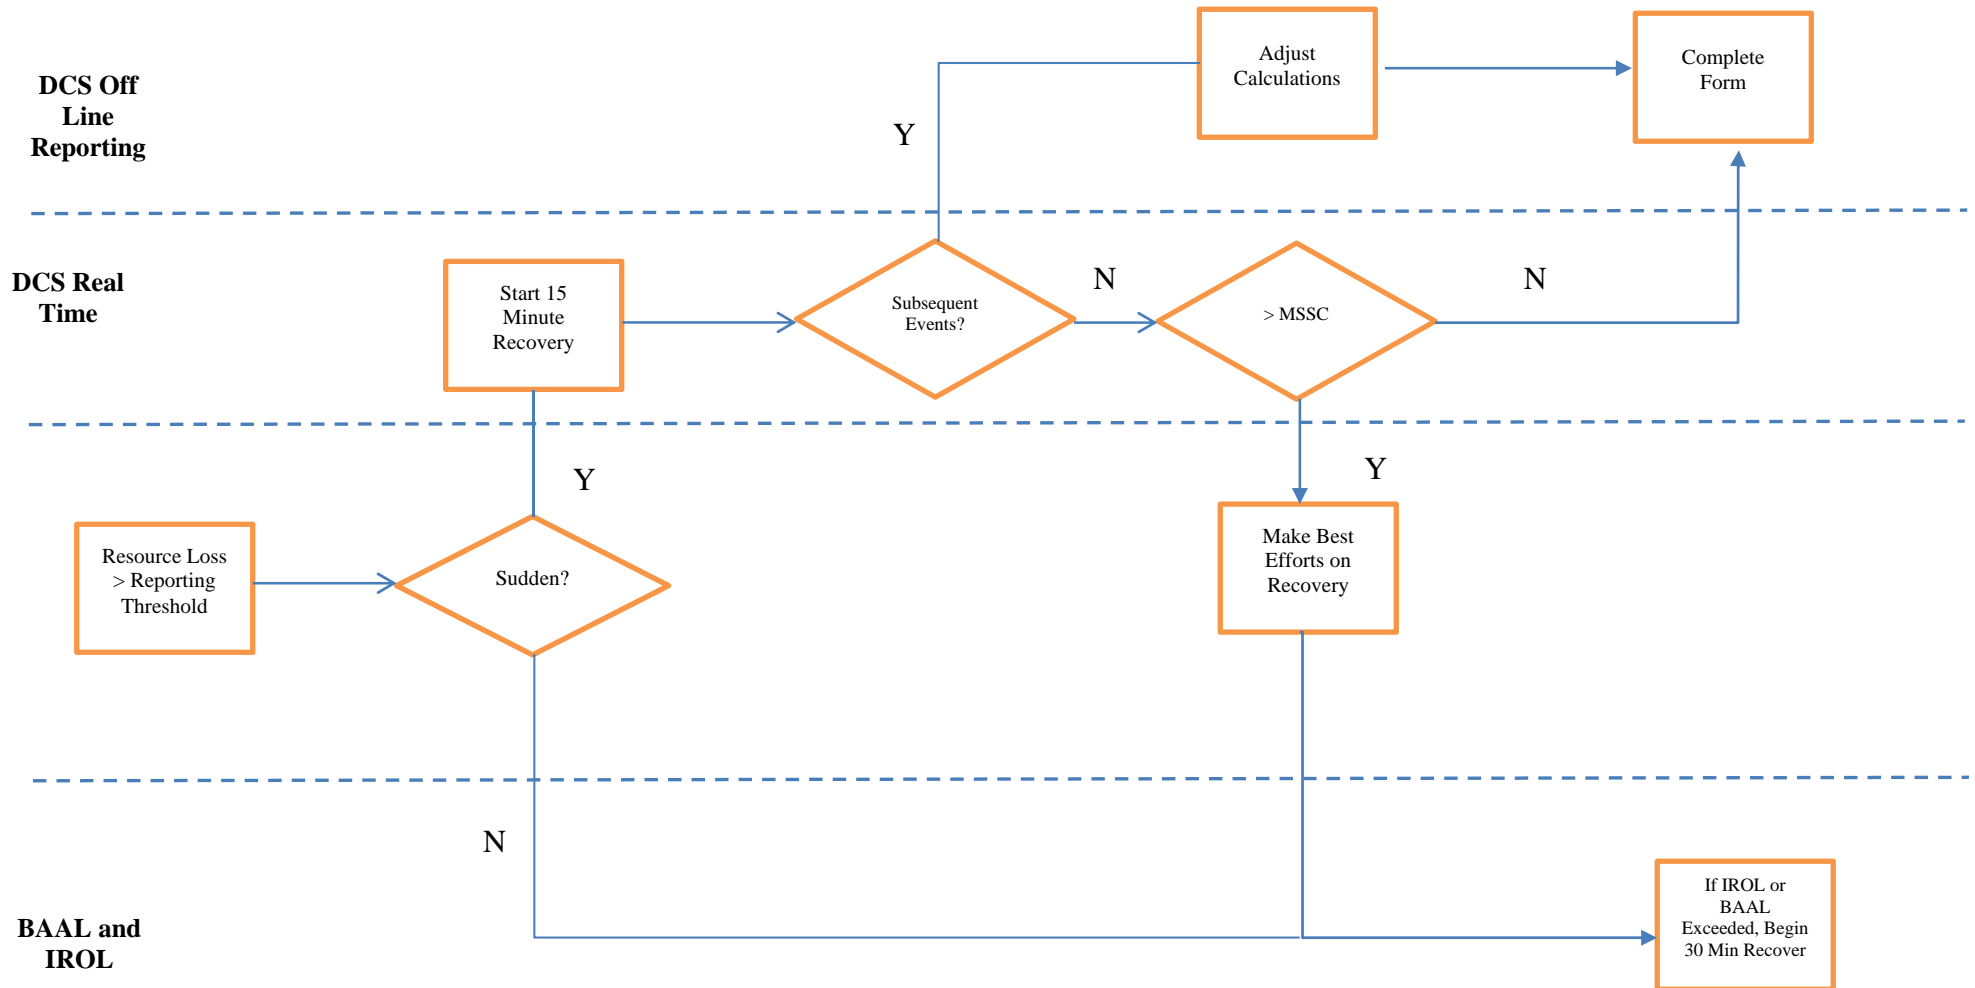 DCS Off
Line
Reporting
Adjust
Calculations
Complete
Form
Y
DCS Real
Time
Start 15
Minute
Recovery
Subsequent
Events?
N
> MSSC
N
Y
Y
Resource Loss
> Reporting
Threshold
Sudden?
Make Best
Efforts on
Recovery
N
BAAL and
IROL
If IROL or
BAAL
Exceeded, Begin
30 Min Recover